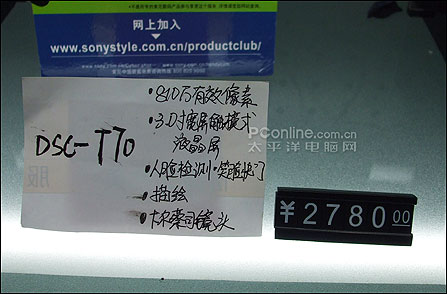 网上加入
www.sonystyle.com.cn/productclub/
DSC-T70
·810万有效像素
·3.0寸宽屏触摸式
液晶屏
·人脸检测·笑脸快门
·描绘
·卡尔蔡司镜头
PConline.com.cn
太平洋电脑网
¥278000
服